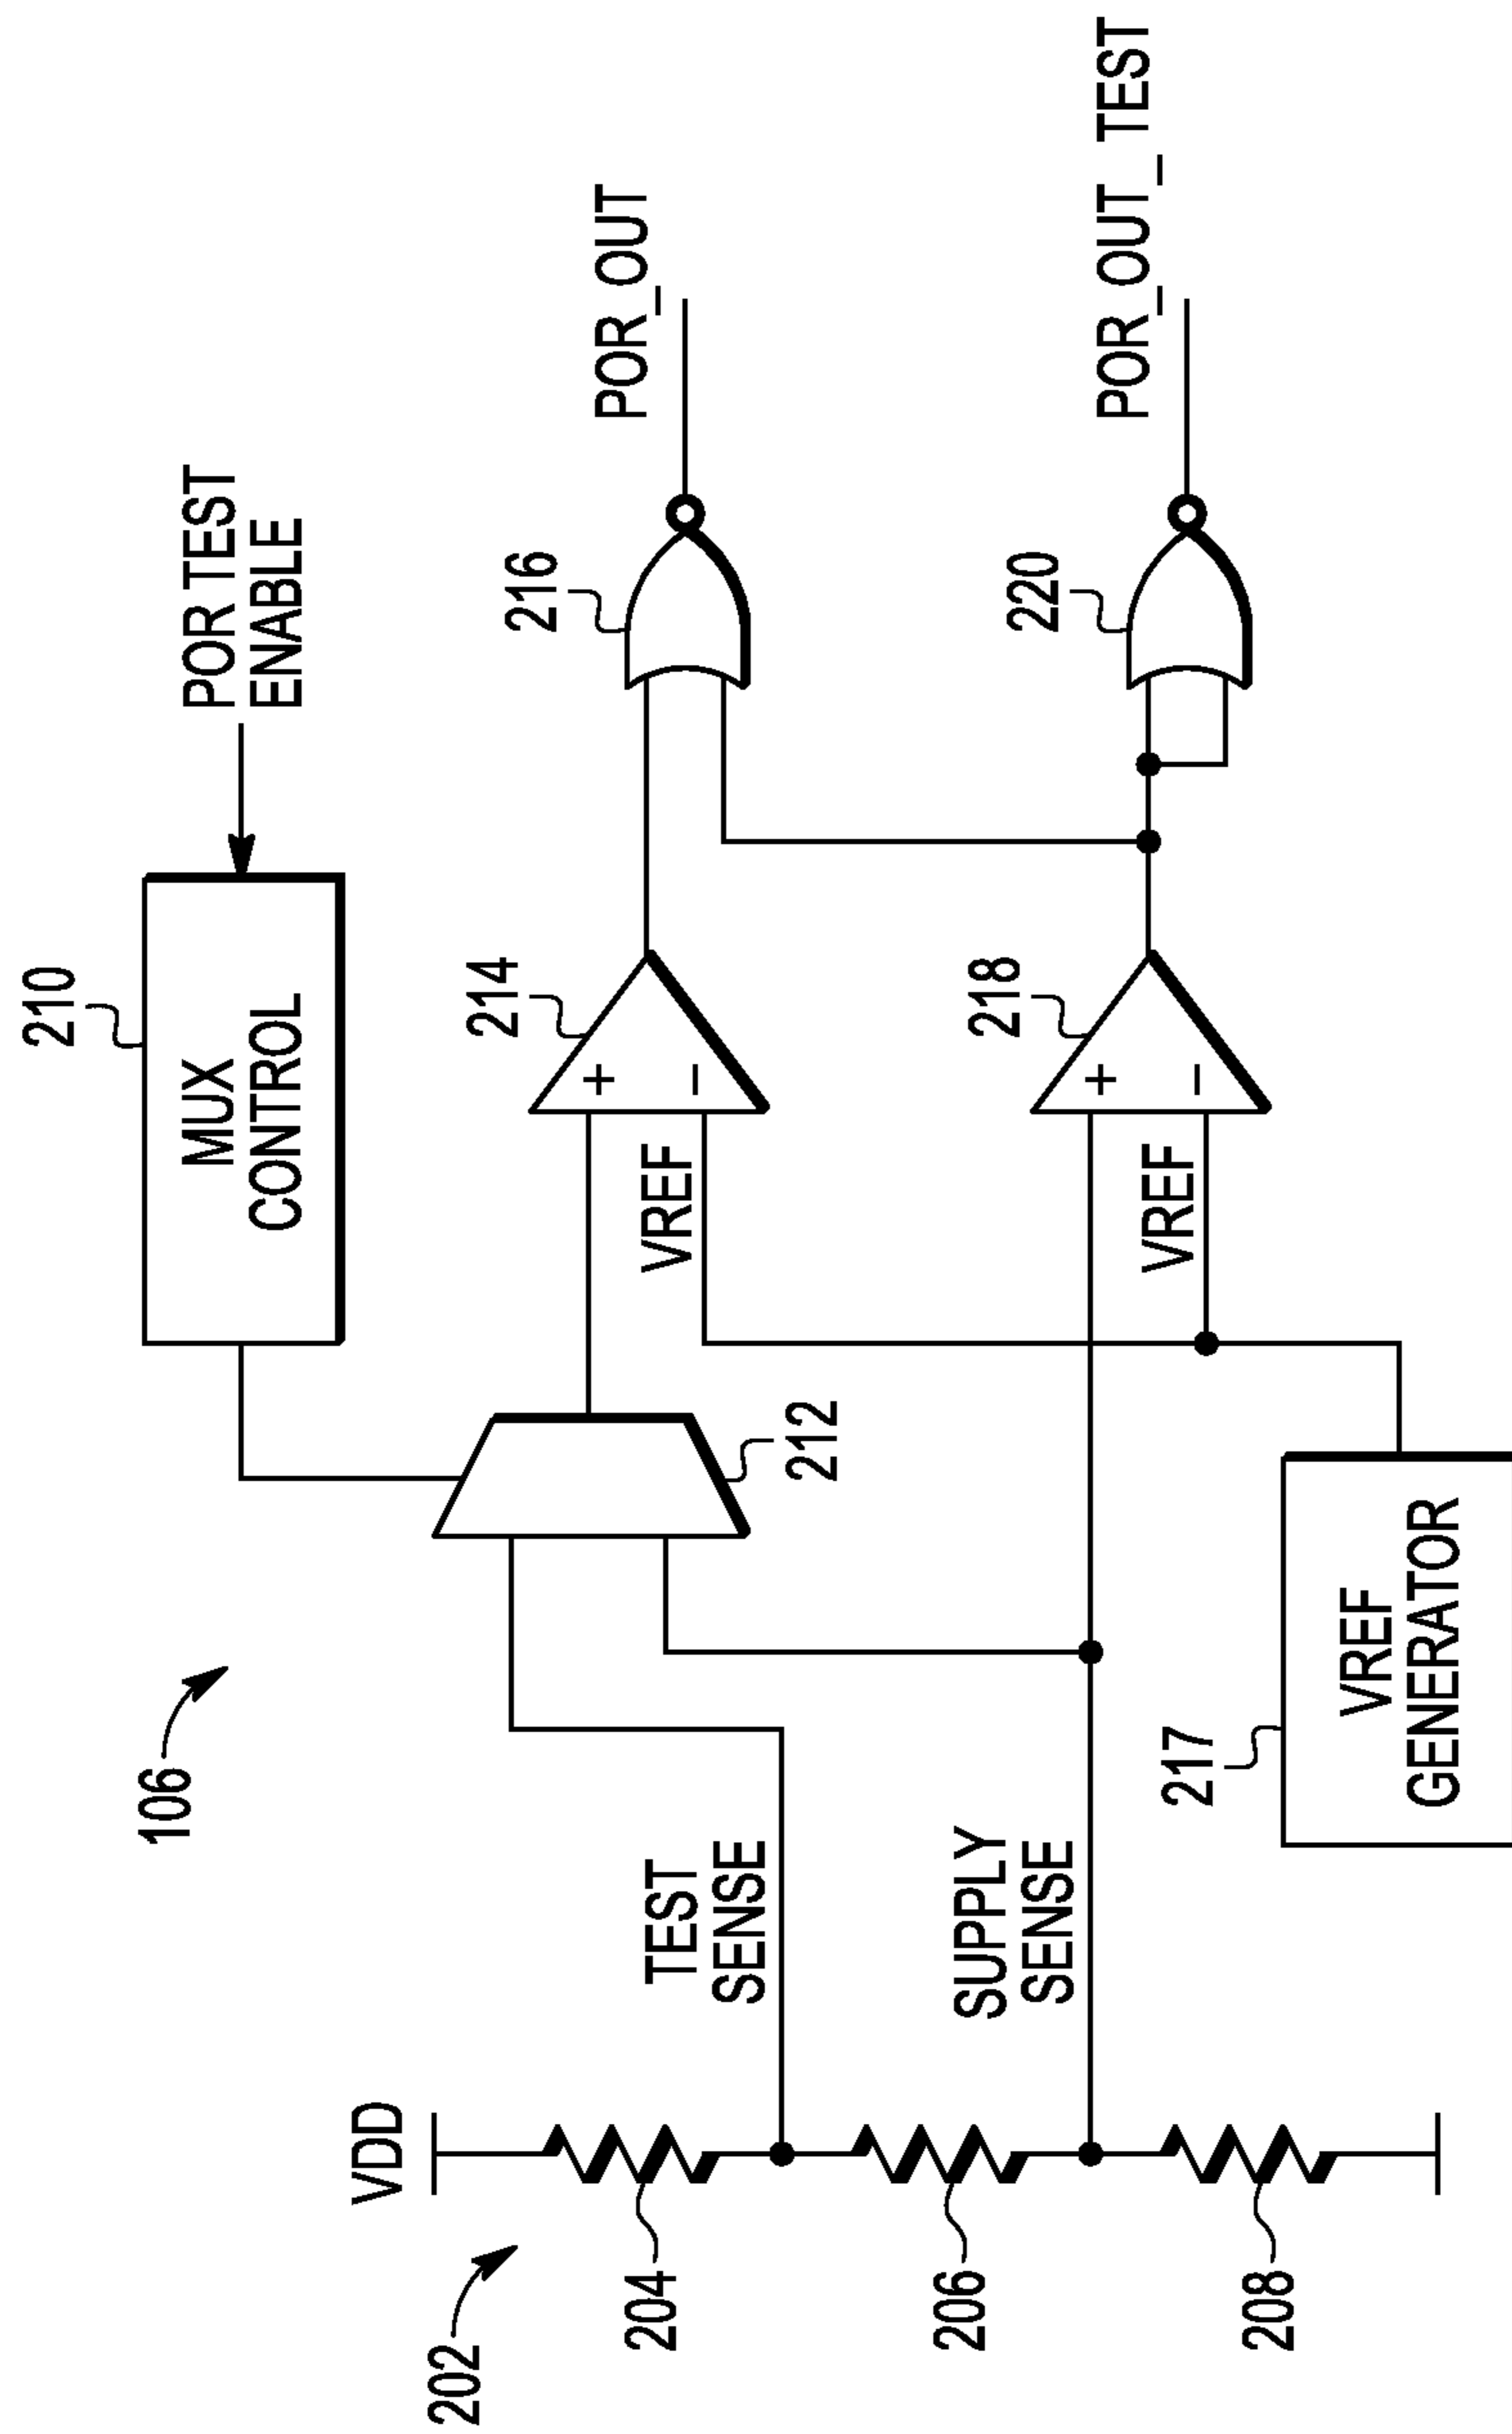 106
202
VDD
204
206
208
TEST
SENSE
SUPPLY
SENSE
210
MUX
CONTROL
POR TEST
ENABLE
212
214
+
−
VREF
216
POR_OUT
217
VREF
GENERATOR
218
+
−
VREF
220
POR_OUT_TEST